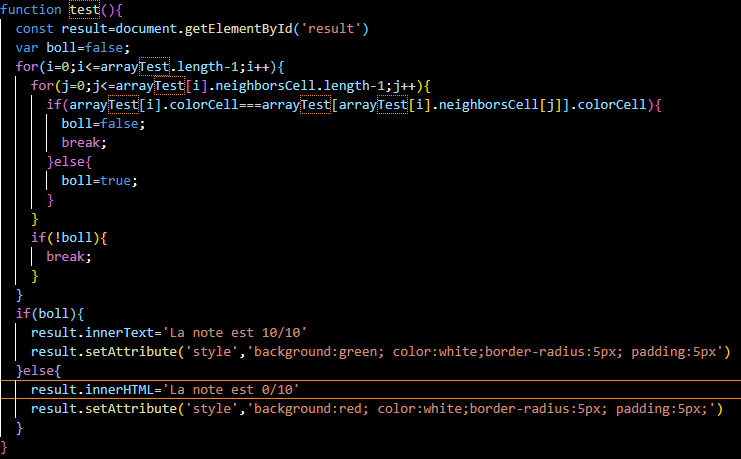 function test(){
const result=document.getElementById('result')
var boll=false;
for(i=0;i<=arrayTest.length-1;i++){
for(j=0;j<=arrayTest[i].neighborsCell.length-1;j++){
if(arrayTest[i].colorCell===arrayTest[arrayTest[i].neighborsCell[j]].colorCell){
boll=false;
break;
}else{
boll=true;
}
}
if(!boll){
break;
}
}
if(boll){
result.innerText='La note est 10/10'
result.setAttribute('style','background:green; color:white;border-radius:5px; padding:5px')
}else{
result.innerHTML='La note est 0/10'
result.setAttribute('style','background:red; color:white;border-radius:5px; padding:5px;')
}
}